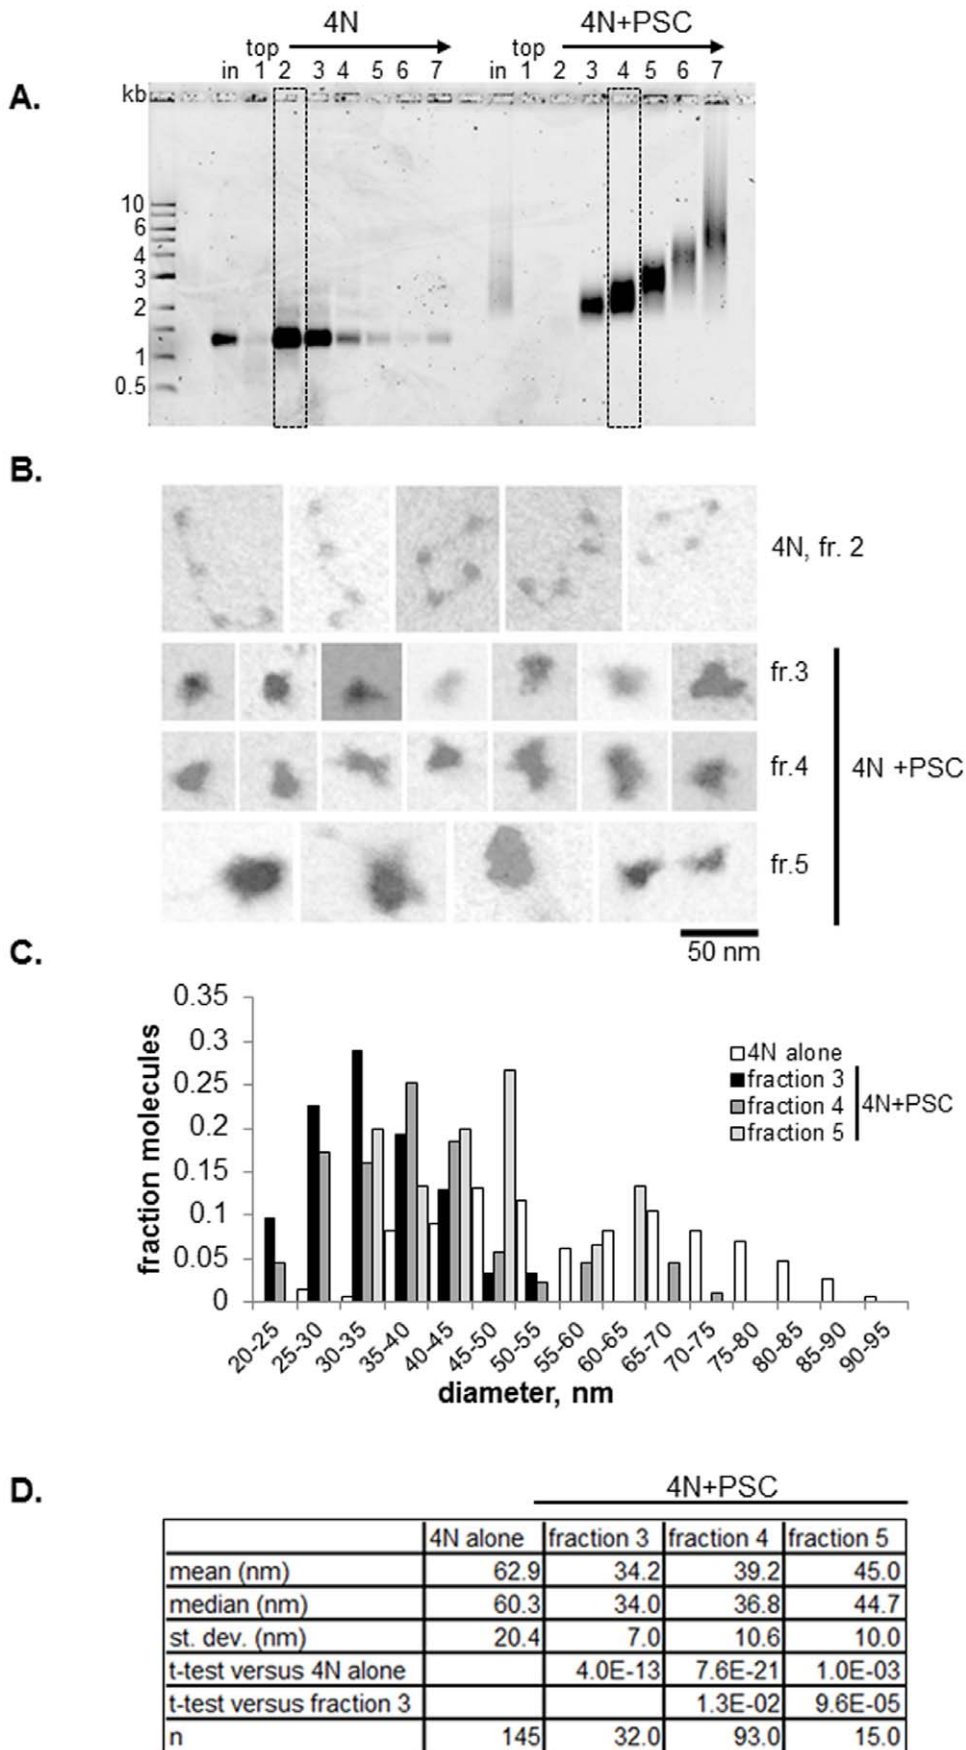 4N 4N+PSC
top top
in 1 2 3 4 5 6 7 in 1 2 3 4 5 6 7
A.
kb
10
6
4
3
2
1
0.5
B.
4N, fr. 2
fr.3
fr.4
4N +PSC
fr.5
50 nm
C.
0.35
0.3
0.25
0.2
0.15
0.1
0.05
0
fraction molecules
4N alone
fraction 3
fraction 4
fraction 5
4N+PSC
20-25 25-30 30-35 35-40 40-45 45-50 50-55 55-60 60-65 65-70 70-75 75-80 80-85 85-90 90-95
diameter, nm
D.
4N+PSC
4N alone fraction 3 fraction 4 fraction 5
mean (nm) 62.9 34.2 39.2 45.0
median (nm) 60.3 34.0 36.8 44.7
st. dev. (nm) 20.4 7.0 10.6 10.0
t-test versus 4N alone 4.0E-13 7.6E-21 1.0E-03
t-test versus fraction 3 1.3E-02 9.6E-05
n 145 32.0 93.0 15.0